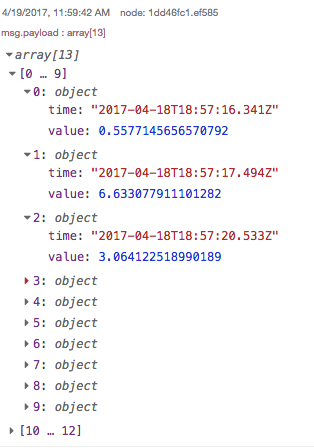 4/19/2017, 11:59:42 AM node: 1dd46fc1.ef585
msg.payload : array[13]
array[13]
[0 … 9]
0: object
time: "2017-04-18T18:57:16.341Z"
value: 0.5577145656570792
1: object
time: "2017-04-18T18:57:17.494Z"
value: 6.633077911101282
2: object
time: "2017-04-18T18:57:20.533Z"
value: 3.064122518990189
3: object
4: object
5: object
6: object
7: object
8: object
9: object
[10 … 12]